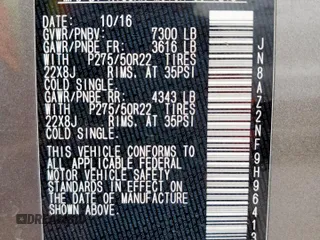 DATE: 10/16
GVWR/PNBV: 7300 LB
GAWR/PNBE FR: 3616 LB
WITH P275/50R22 TIRES,
22X8J RIMS, AT 35PSI
COLD SINGLE
GAWR/PNBE RR: 4343 LB
WITH P275/50R22 TIRES,
22X8J RIMS, AT 35PSI
COLD SINGLE
THIS VEHICLE CONFORMS TO
ALL APPLICABLE FEDERAL
MOTOR VEHICLE SAFETY
STANDARDS IN EFFECT ON
THE DATE OF MANUFACTURE
SHOWN ABOVE.
JN8AZ2NF9H96413